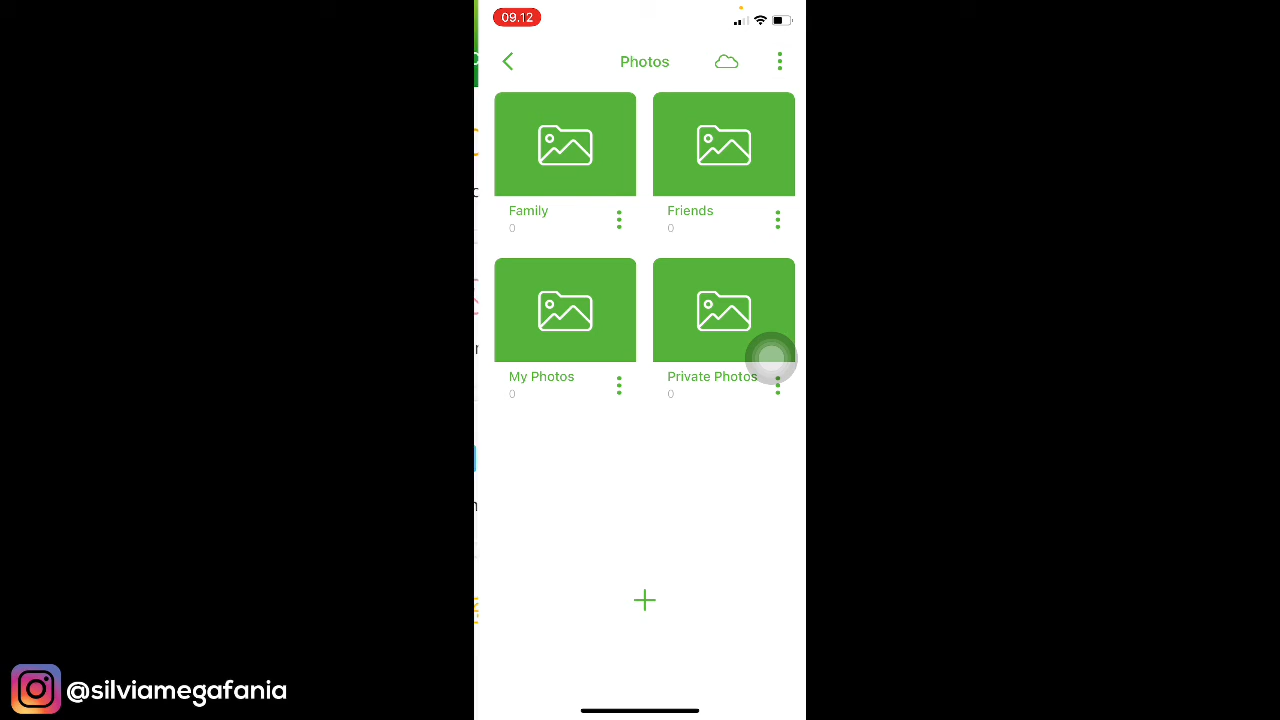 09.12
Photos
Family
0
Friends
0
My Photos
0
Private Photos
0
@silviamegafania